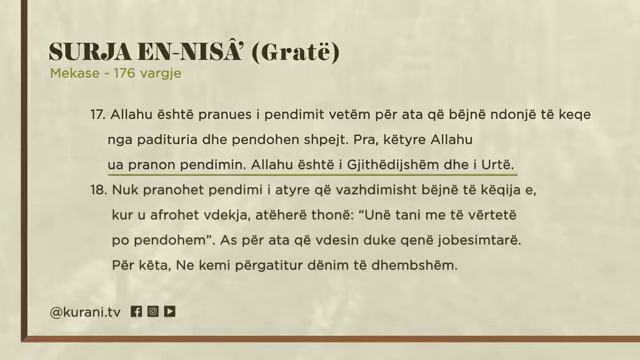 SURJA EN-NISÂ’ (Gratë)
Mekase - 176 vargje
17. Allahu është pranues i pendimit vetëm për ata që bëjnë ndonjë të keqe
nga padituria dhe pendohen shpejt. Pra, këtyre Allahu
ua pranon pendimin. Allahu është i Gjithëdijshëm dhe i Urtë.
18. Nuk pranohet pendimi i atyre që vazhdimisht bëjnë të këqija e,
kur u afrohet vdekja, atëherë thonë: “Unë tani me të vërtetë
po pendohem”. As për ata që vdesin duke qenë jobesimtarë.
Për këta, Ne kemi përgatitur dënim të dhembshëm.
@kurani.tv